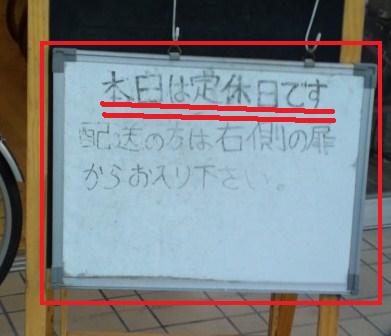 本日は定休日です
配送の方は右側の扉
からお入り下さい。